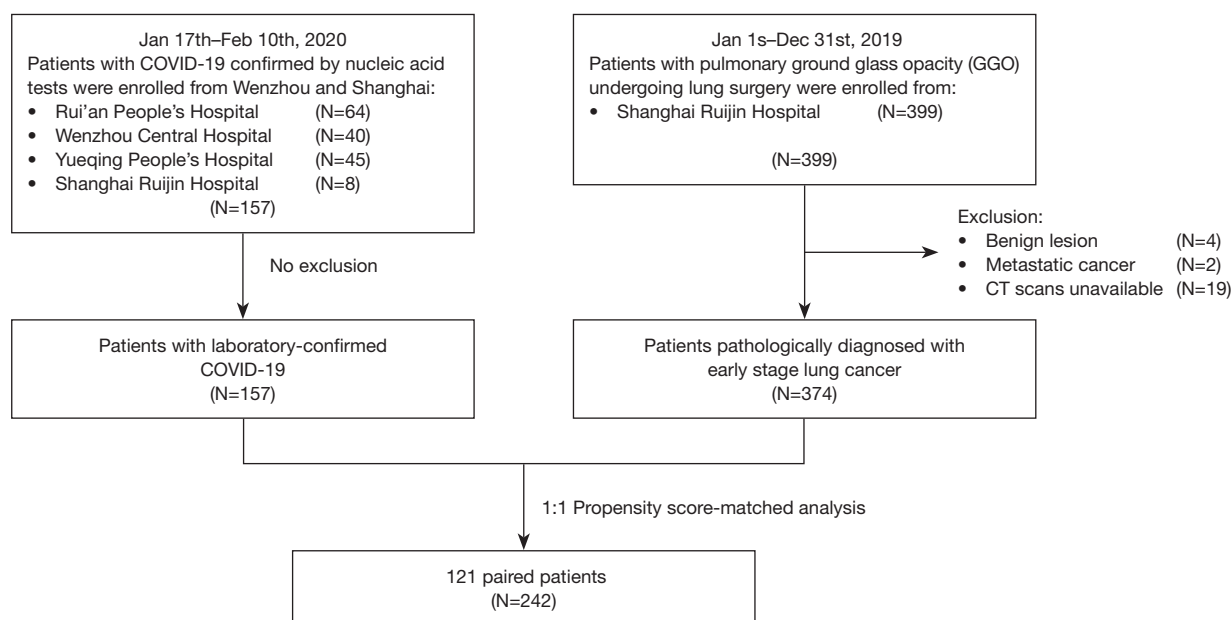 Jan 17th–Feb 10th, 2020
Patients with COVID-19 confirmed by nucleic acid
tests were enrolled from Wenzhou and Shanghai:
• Rui’an People’s Hospital (N=64)
• Wenzhou Central Hospital (N=40)
• Yueqing People’s Hospital (N=45)
• Shanghai Ruijin Hospital (N=8)
(N=157)
Jan 1s–Dec 31st, 2019
Patients with pulmonary ground glass opacity (GGO)
undergoing lung surgery were enrolled from:
• Shanghai Ruijin Hospital (N=399)
(N=399)
No exclusion
Exclusion:
• Benign lesion (N=4)
• Metastatic cancer (N=2)
• CT scans unavailable (N=19)
Patients with laboratory-confirmed
COVID-19
(N=157)
Patients pathologically diagnosed with
early stage lung cancer
(N=374)
1:1 Propensity score-matched analysis
121 paired patients
(N=242)